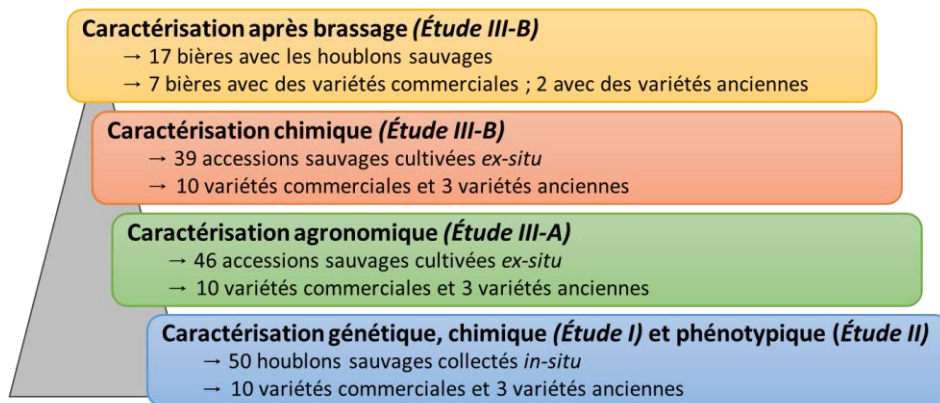 Caractérisation après brassage (Étude III-B)
→ 17 bières avec les houblons sauvages
→ 7 bières avec des variétés commerciales ; 2 avec des variétés anciennes
Caractérisation chimique (Étude III-B)
→ 39 accessions sauvages cultivées ex-situ
→ 10 variétés commerciales et 3 variétés anciennes
Caractérisation agronomique (Étude III-A)
→ 46 accessions sauvages cultivées ex-situ
→ 10 variétés commerciales et 3 variétés anciennes
Caractérisation génétique, chimique (Étude I) et phénotypique (Étude II)
→ 50 houblons sauvages collectés in-situ
→ 10 variétés commerciales et 3 variétés anciennes